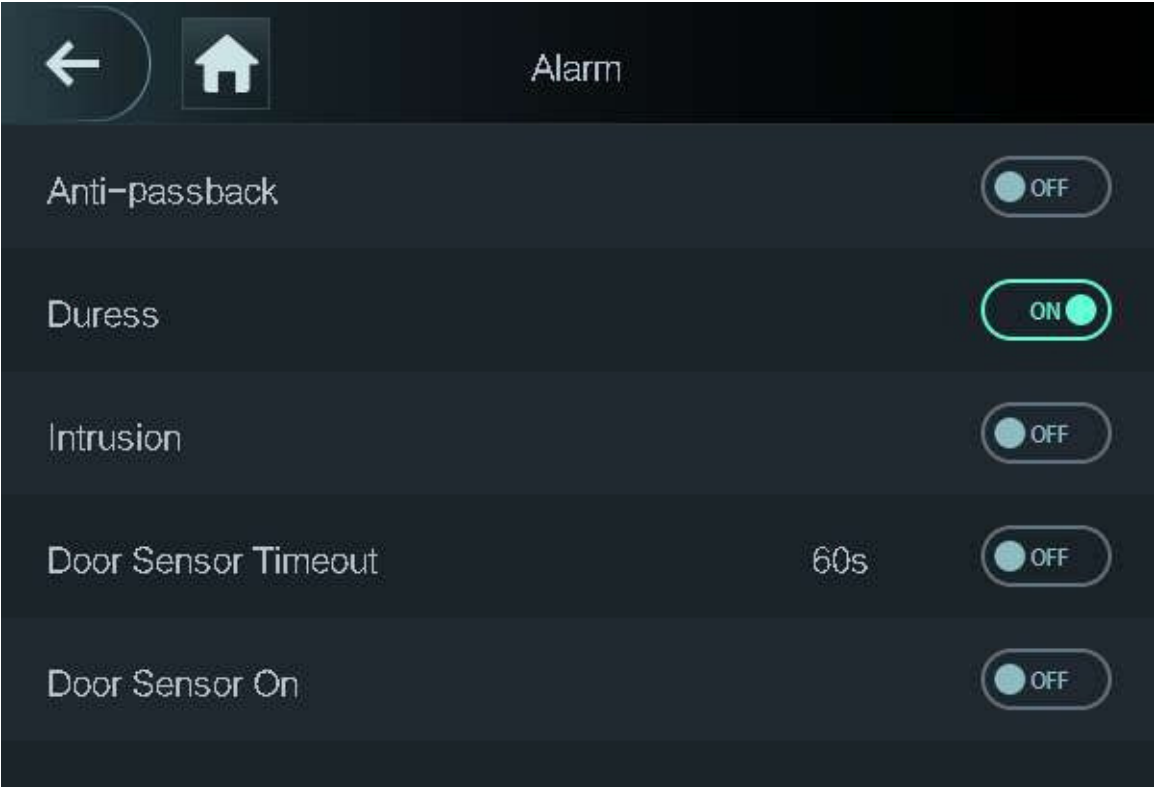 Alarm
Anti-passback OFF
Duress ON
Intrusion OFF
Door Sensor Timeout 60s OFF
Door Sensor On OFF